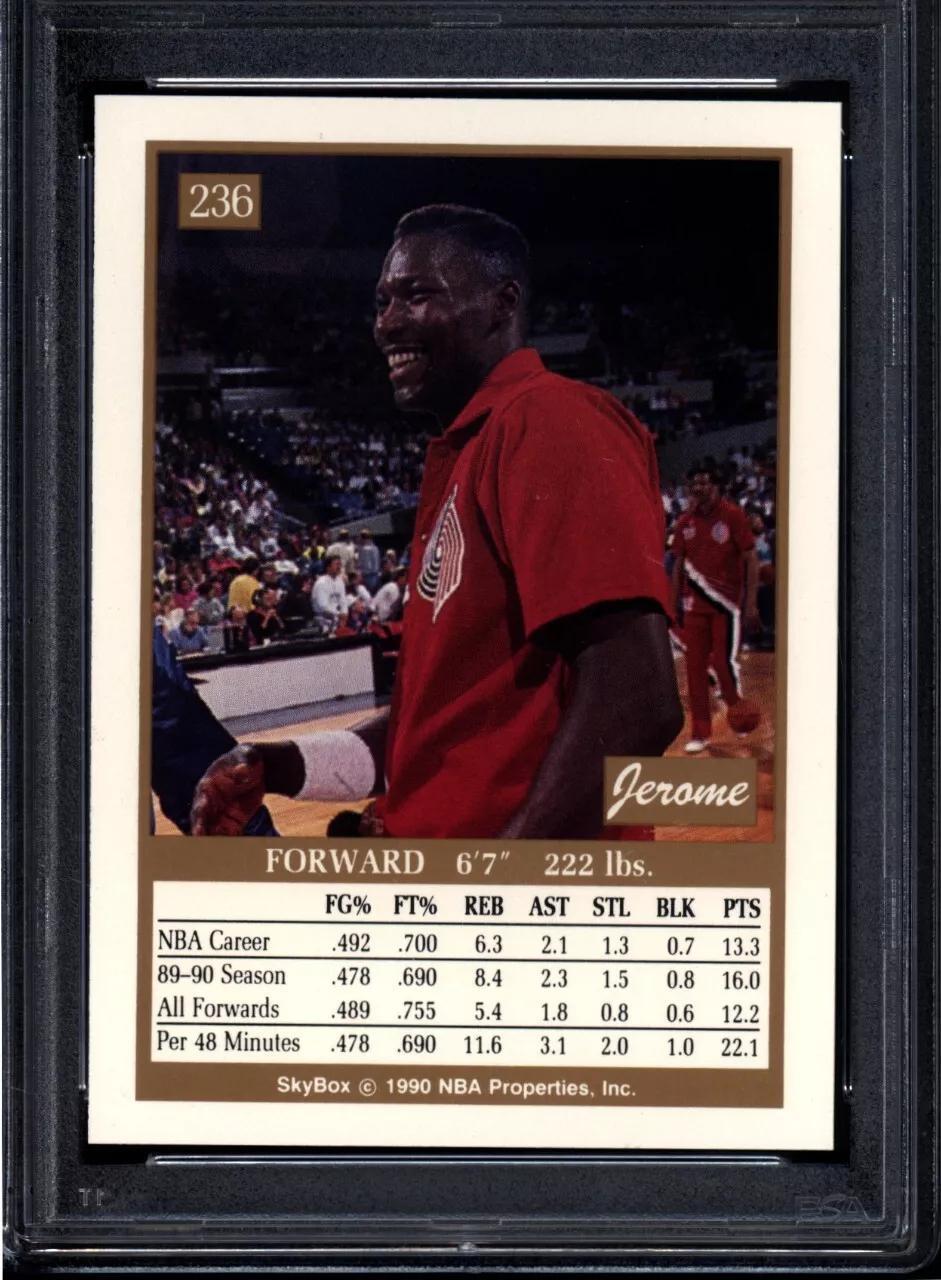 236
Jerome
FORWARD 6'7" 222 lbs.
FG% FT% REB AST STL BLK PTS
NBA Career .492 .700 6.3 2.1 1.3 0.7 13.3
89–90 Season .478 .690 8.4 2.3 1.5 0.8 16.0
All Forwards .489 .755 5.4 1.8 0.8 0.6 12.2
Per 48 Minutes .478 .690 11.6 3.1 2.0 1.0 22.1
SkyBox © 1990 NBA Properties, Inc.